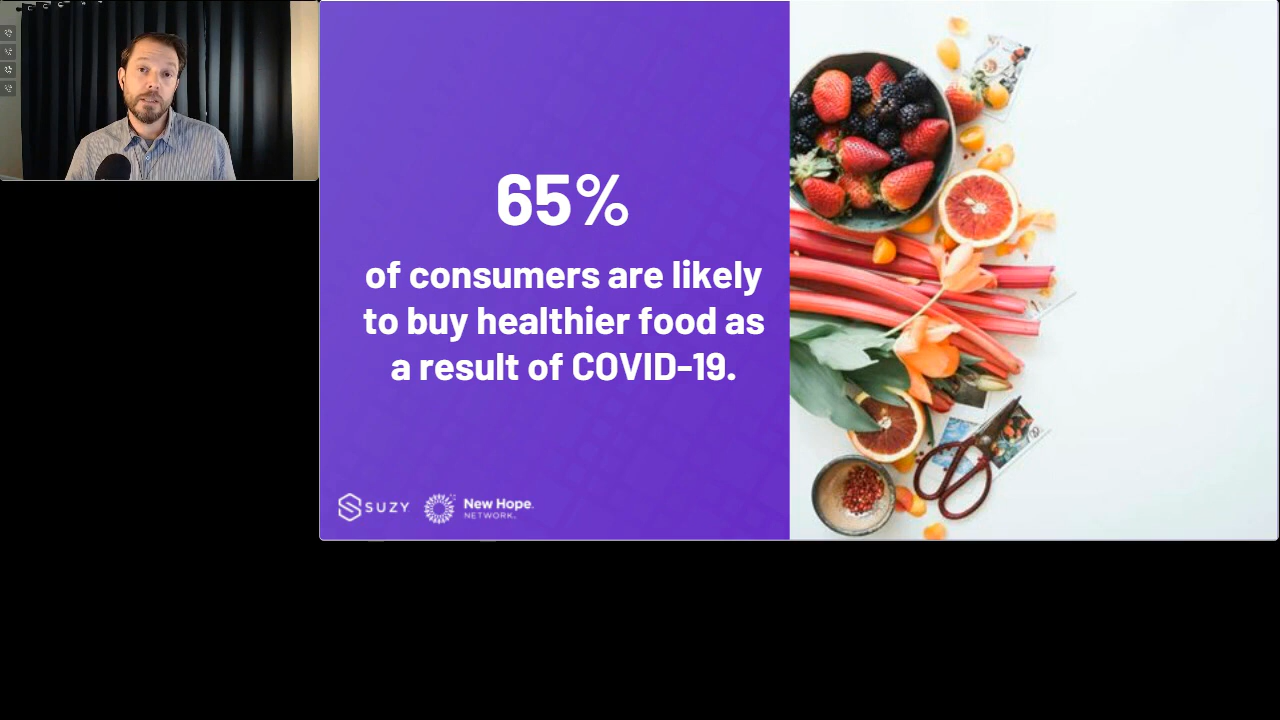 65%
of consumers are likely
to buy healthier food as
a result of COVID-19.
SUZY
New Hope.
NETWORK.